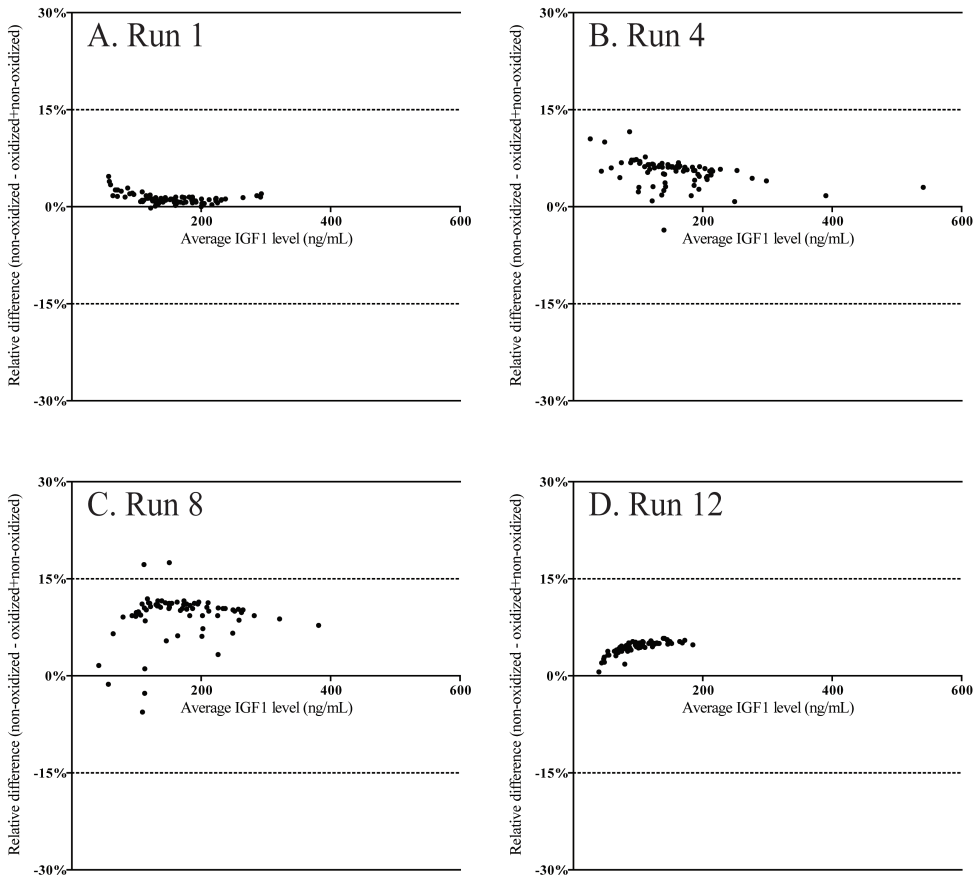 A. Run 1
Relative difference (non-oxidized - oxidized+non-oxidized)
30%
15%
0%
-15%
-30%
200
400
600
Average IGF1 level (ng/mL)
B. Run 4
Relative difference (non-oxidized - oxidized+non-oxidized)
30%
15%
0%
-15%
-30%
200
400
600
Average IGF1 level (ng/mL)
C. Run 8
Relative difference (non-oxidized - oxidized+non-oxidized)
30%
15%
0%
-15%
-30%
200
400
600
Average IGF1 level (ng/mL)
D. Run 12
Relative difference (non-oxidized - oxidized+non-oxidized)
30%
15%
0%
-15%
-30%
200
400
600
Average IGF1 level (ng/mL)